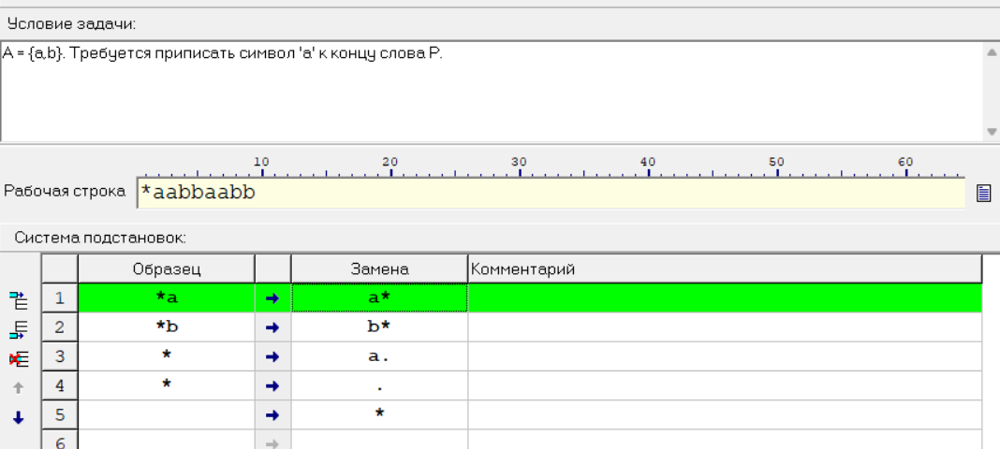 Условие задачи:
A = {a,b}. Требуется приписать символ 'a' к концу слова P.
10 20 30 40 50 60
Рабочая строка *aabbaabb
Система подстановок:
Образец Замена Комментарий
1 *a → a*
2 *b → b*
3 * → a.
4 * → .
5 → *
6 →